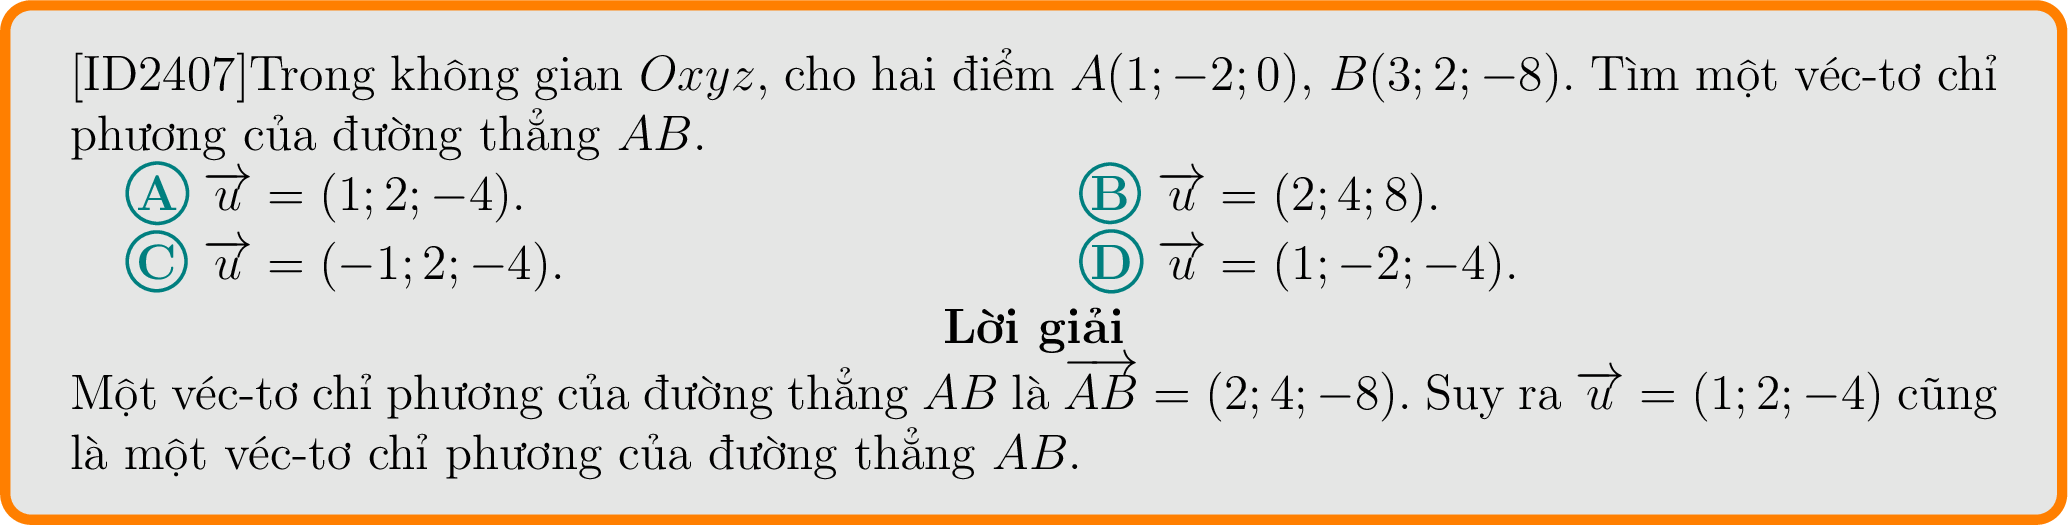 [ID2407]Trong không gian Oxyz, cho hai điểm A(1; −2; 0), B(3; 2; −8). Tìm một véc-tơ chỉ
phương của đường thẳng AB.
A $\overrightarrow{u}$ = (1; 2; −4). B $\overrightarrow{u}$ = (2; 4; 8).
C $\overrightarrow{u}$ = (−1; 2; −4). D $\overrightarrow{u}$ = (1; −2; −4).
Lời giải
Một véc-tơ chỉ phương của đường thẳng AB là $\overrightarrow{AB}$ = (2; 4; −8). Suy ra $\overrightarrow{u}$ = (1; 2; −4) cũng
là một véc-tơ chỉ phương của đường thẳng AB.